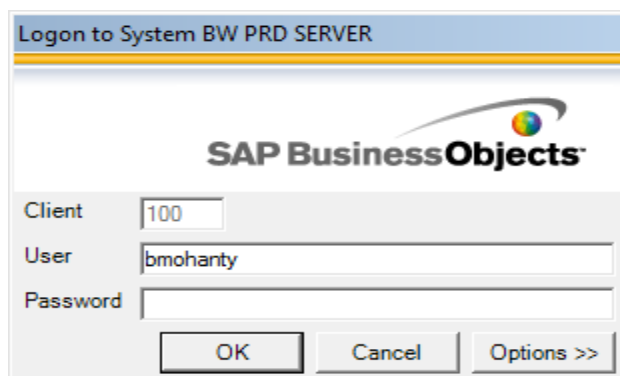 Logon to System BW PRD SERVER
SAP BusinessObjects
Client 100
User bmohanty
Password
OK Cancel Options >>